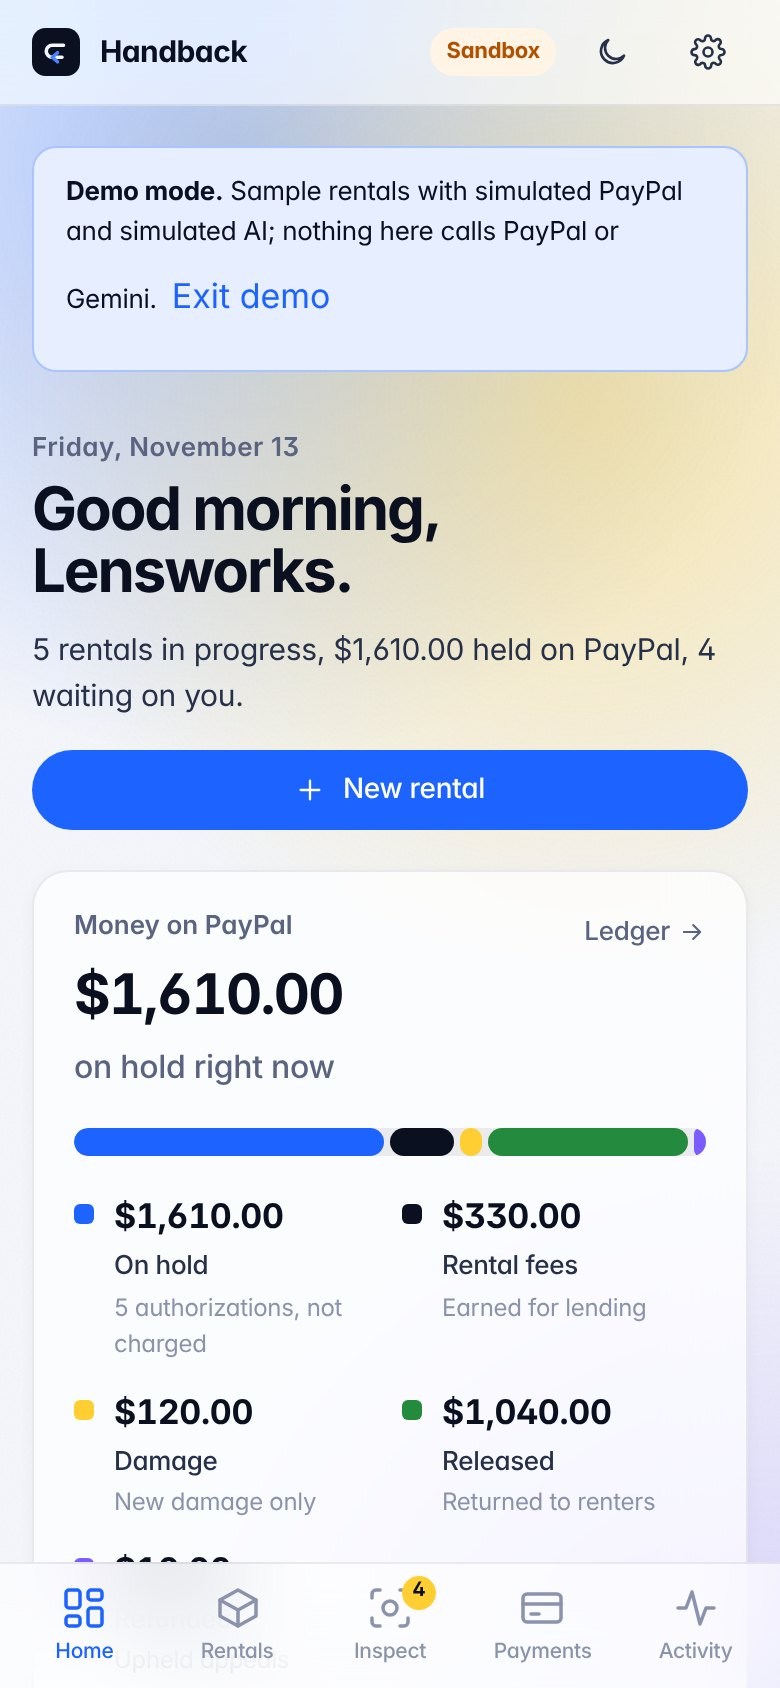 Handback
Sandbox
Demo mode. Sample rentals with simulated PayPal
and simulated AI; nothing here calls PayPal or
Gemini. Exit demo
Friday, November 13
Good morning,
Lensworks.
5 rentals in progress, $1,610.00 held on PayPal, 4
waiting on you.
+ New rental
Money on PayPal
Ledger →
$1,610.00
on hold right now
$1,610.00
On hold
5 authorizations, not
charged
$330.00
Rental fees
Earned for lending
$120.00
Damage
New damage only
$1,040.00
Released
Returned to renters
Upheld appeals
4
Home
Rentals
Inspect
Payments
Activity